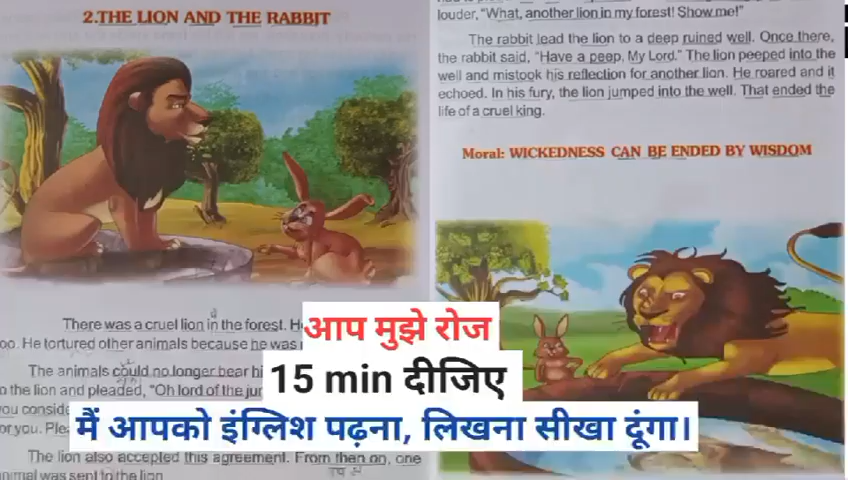 2.THE LION AND THE RABBIT
There was a cruel lion in the forest. H
oo. He tortured other animals because he was
The animals could no longer bear hi
o the lion and pleaded, "Oh lord of the jun
you conside
or you. Plea
The lion also accepted this agreement. From then on, one
animal was sent to the lion
louder, "What, another lion in my forest! Show me!"
The rabbit lead the lion to a deep ruined well. Once there,
the rabbit said, "Have a peep, My Lord." The lion peeped into the
well and mistook his reflection for another lion. He roared and it
echoed. In his fury, the lion jumped into the well. That ended the
life of a cruel king.
Moral: WICKEDNESS CAN BE ENDED BY WISDOM
आप मुझे रोज
15 min दीजिए
मैं आपको इंग्लिश पढ़ना, लिखना सीखा दूंगा।